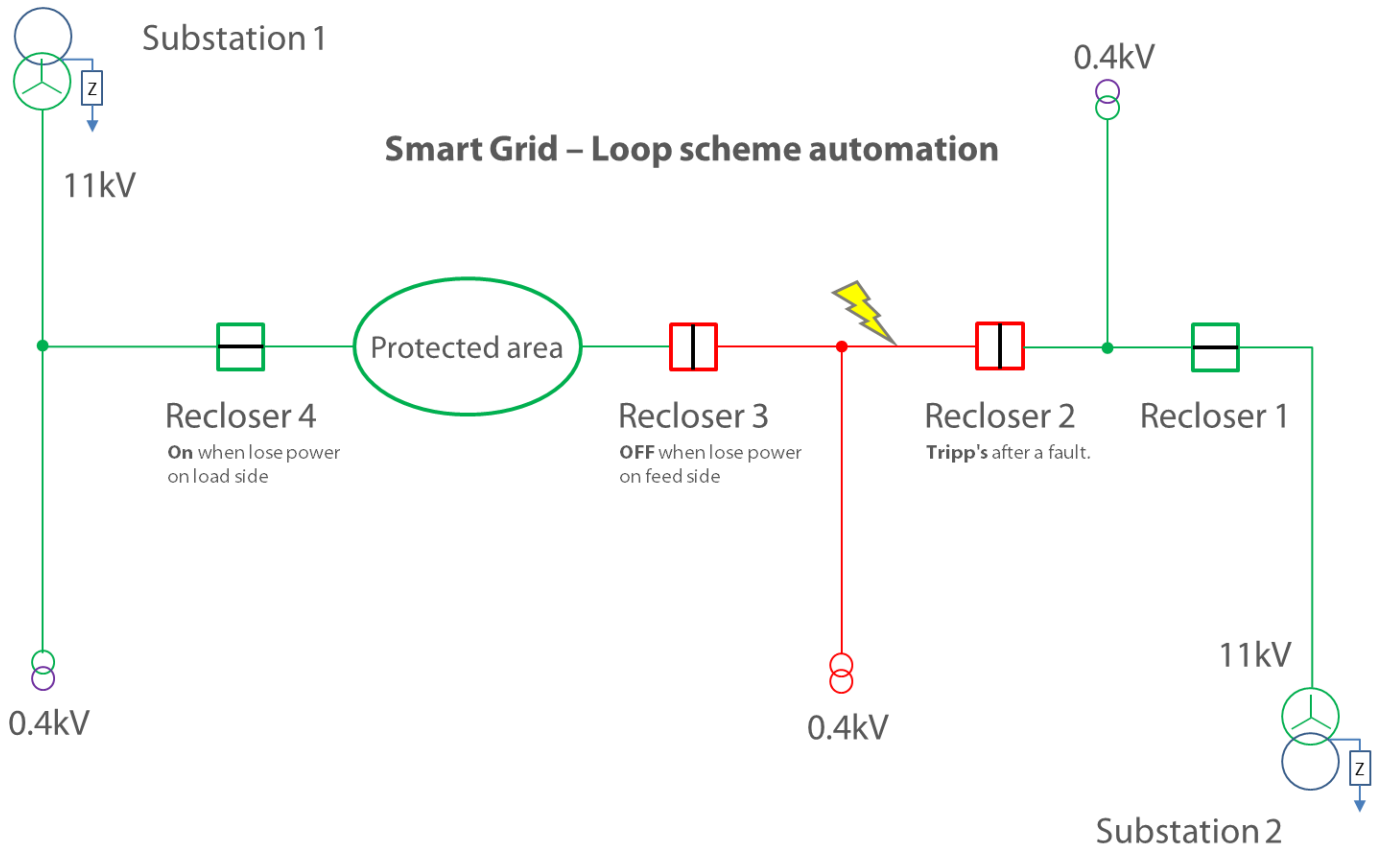 Substation 1
Z
0.4kV
Smart Grid – Loop scheme automation
11kV
Protected area
Recloser 4
On when lose power
on load side
Recloser 3
OFF when lose power
on feed side
Recloser 2
Tripp's after a fault.
Recloser 1
11kV
0.4kV
0.4kV
Z
Substation 2